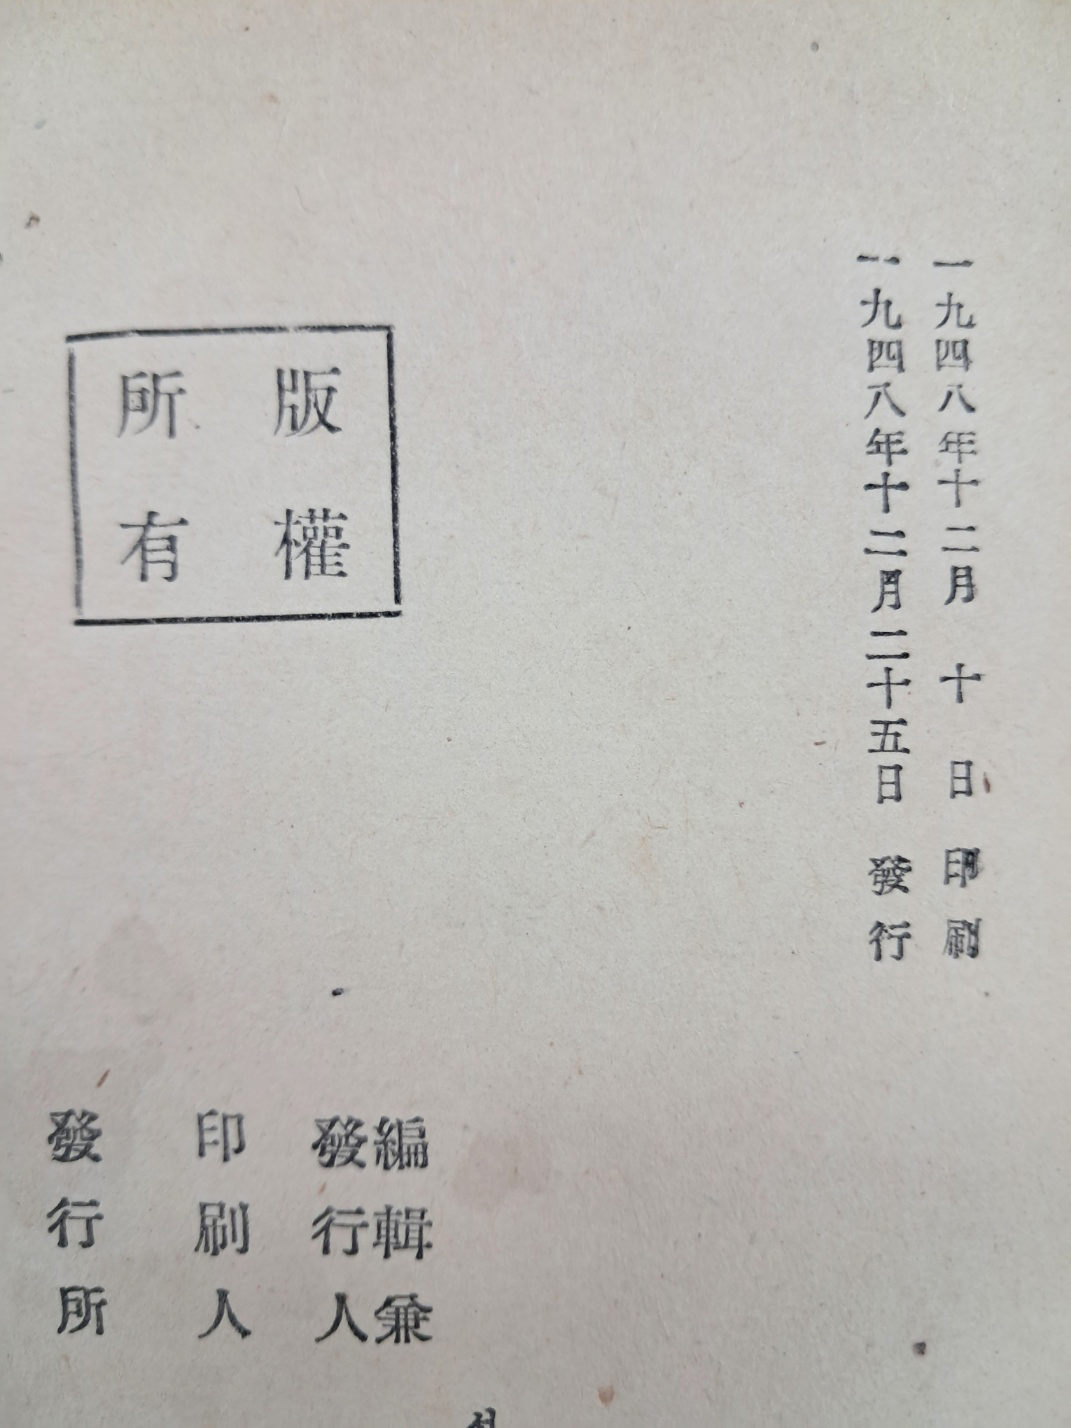 一九四八年十二月 十 日 印刷
一九四八年十二月二十五日 發行
版權
所有
編輯兼
發行人
印刷人
發行所